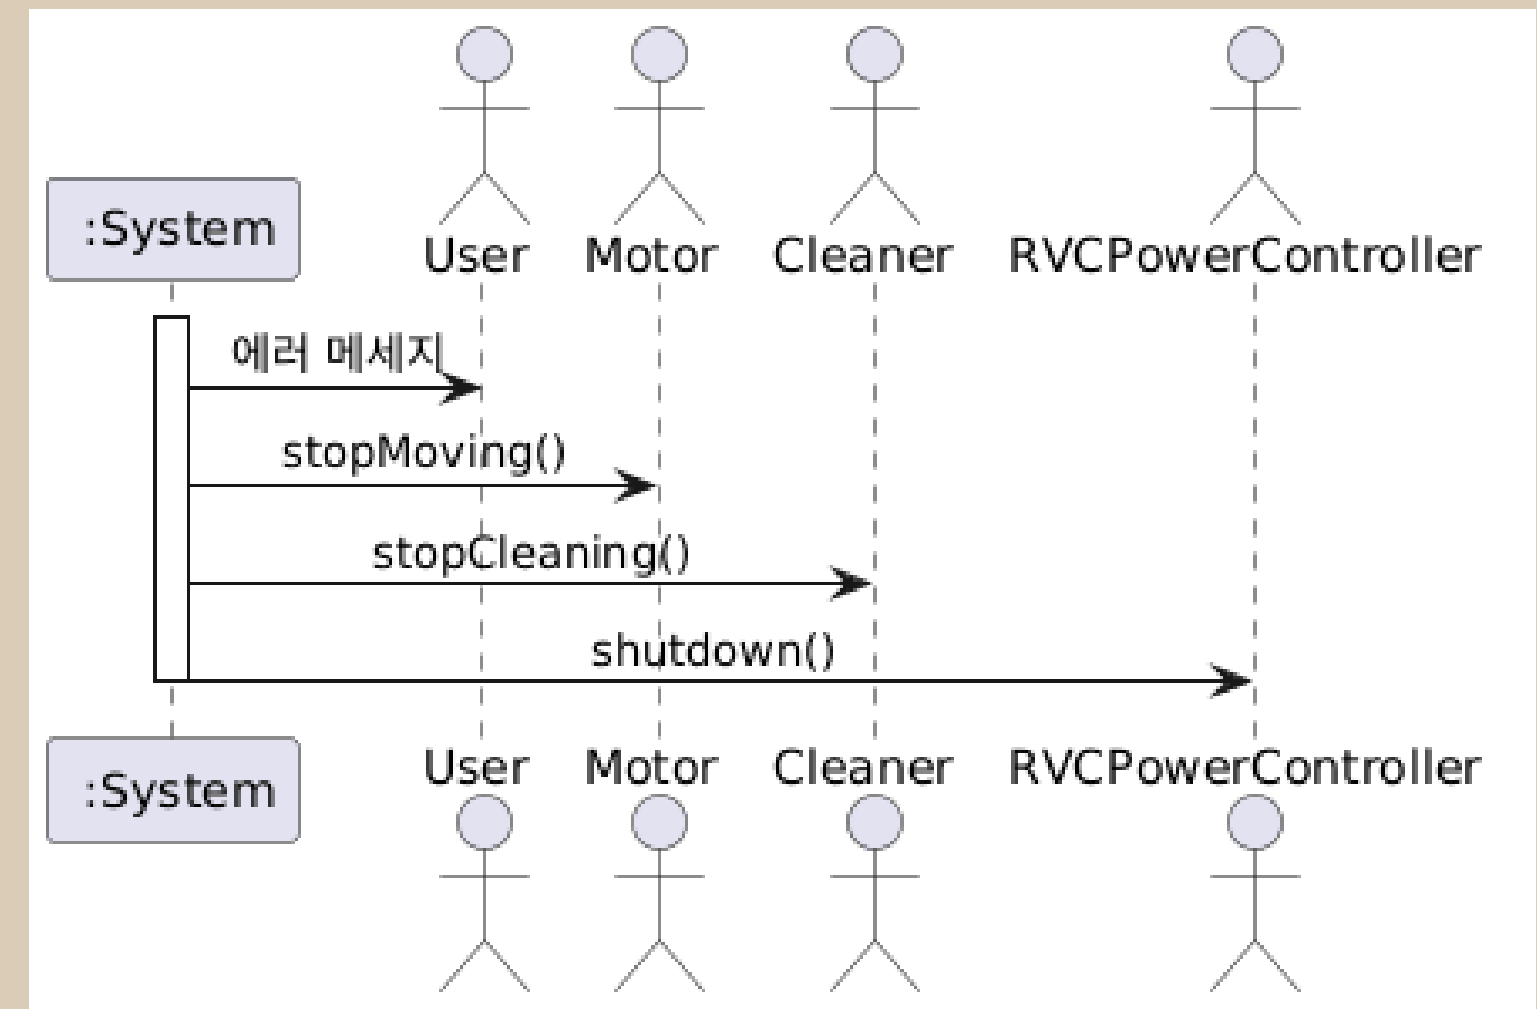 :System
User
Motor
Cleaner
RVCPowerController
에러 메세지
stopMoving()
stopCleaning()
shutdown()
:System
User
Motor
Cleaner
RVCPowerController